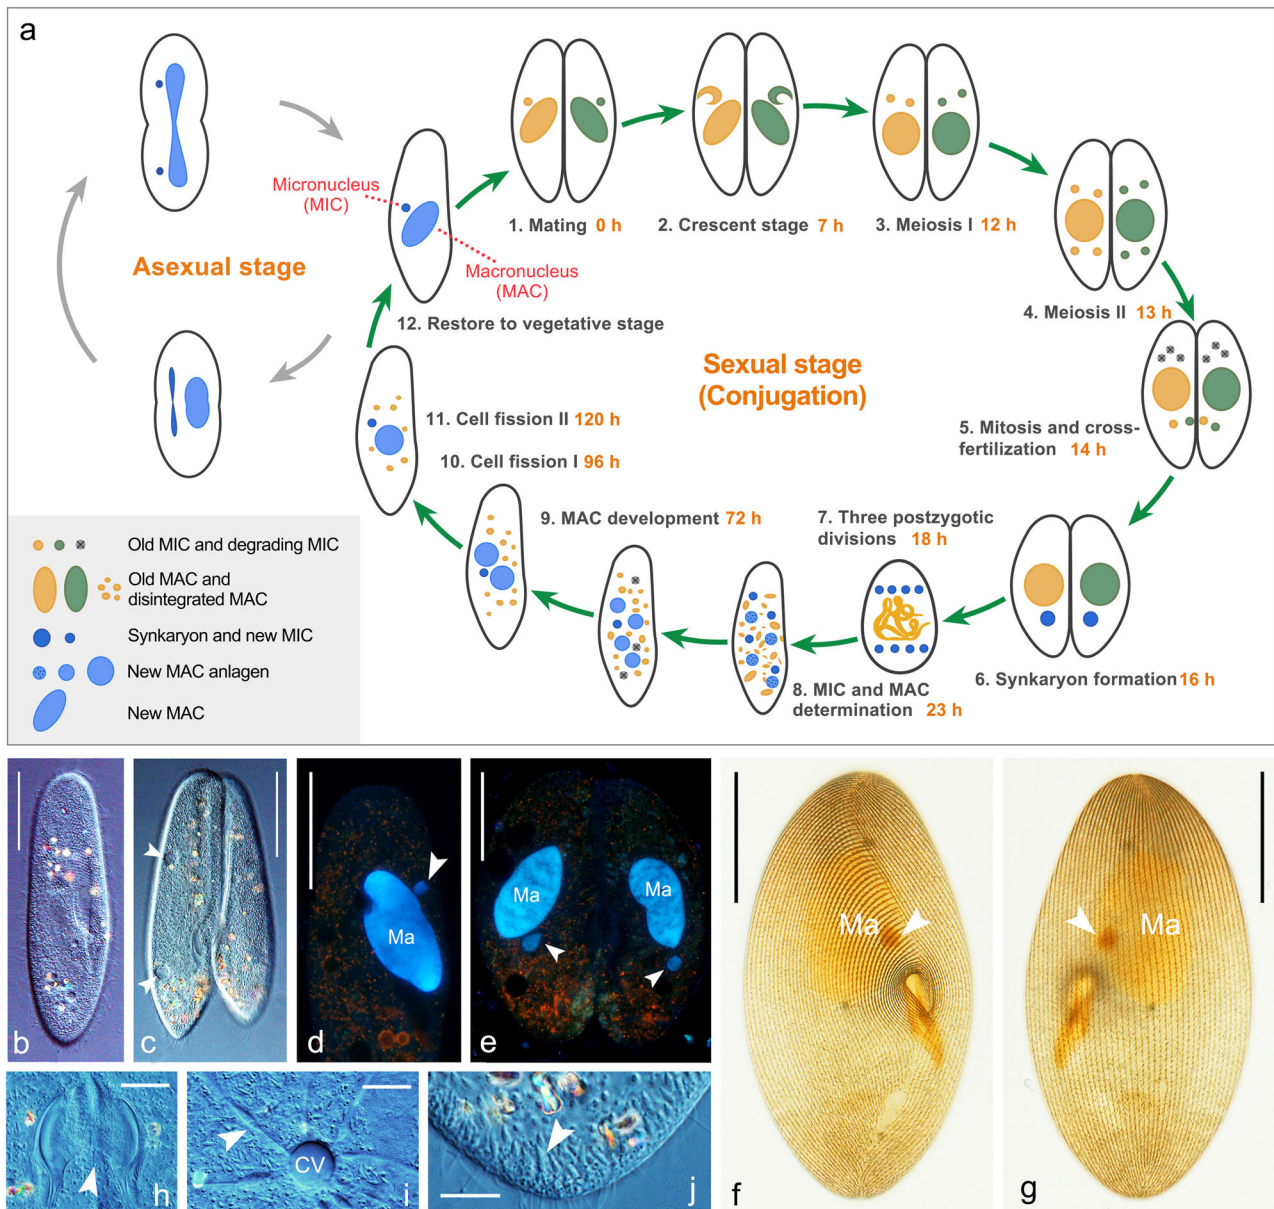 a
Asexual stage
Micronucleus
(MIC)
Macronucleus
(MAC)
1. Mating 0 h
2. Crescent stage 7 h
3. Meiosis I 12 h
4. Meiosis II 13 h
5. Mitosis and cross-
fertilization 14 h
6. Synkaryon formation 16 h
7. Three postzygotic
divisions 18 h
8. MIC and MAC
determination 23 h
9. MAC development 72 h
10. Cell fission I 96 h
11. Cell fission II 120 h
12. Restore to vegetative stage
Sexual stage
(Conjugation)
Old MIC and degrading MIC
Old MAC and
disintegrated MAC
Synkaryon and new MIC
New MAC anlagen
New MAC
b
c
Ma
d
Ma
Ma
e
Ma
f
Ma
g
h
CV
i
j